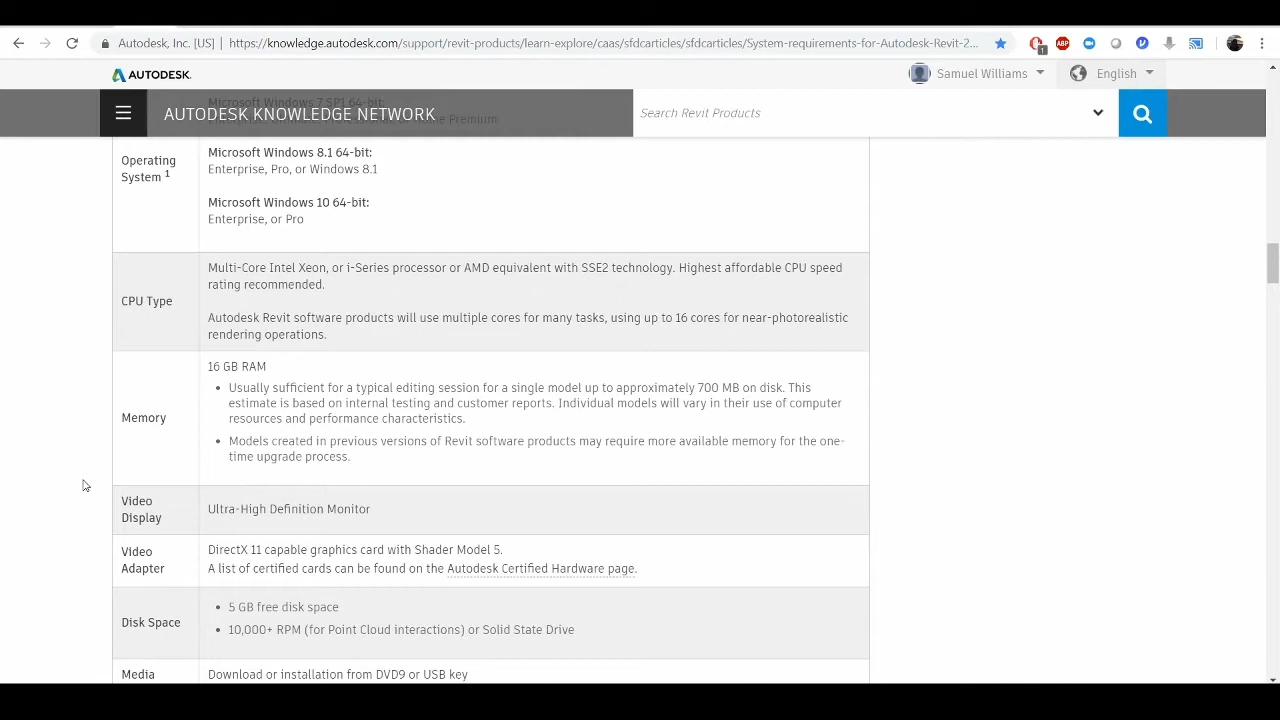 Autodesk, Inc. [US] | https://knowledge.autodesk.com/support/revit-products/learn-explore/caas/sfdcarticles/sfdcarticles/System-requirements-for-Autodesk-Revit-2...
1
ABP
AUTODESK.
Samuel Williams
English
AUTODESK KNOWLEDGE NETWORK
Search Revit Products
Microsoft Windows 7 SP1 64-bit:
Premium
Operating System 1
Microsoft Windows 8.1 64-bit:
Enterprise, Pro, or Windows 8.1
Microsoft Windows 10 64-bit:
Enterprise, or Pro
CPU Type
Multi-Core Intel Xeon, or i-Series processor or AMD equivalent with SSE2 technology. Highest affordable CPU speed
rating recommended.
Autodesk Revit software products will use multiple cores for many tasks, using up to 16 cores for near-photorealistic
rendering operations.
Memory
16 GB RAM
• Usually sufficient for a typical editing session for a single model up to approximately 700 MB on disk. This
estimate is based on internal testing and customer reports. Individual models will vary in their use of computer
resources and performance characteristics.
• Models created in previous versions of Revit software products may require more available memory for the one-
time upgrade process.
Video
Display
Ultra-High Definition Monitor
Video
Adapter
DirectX 11 capable graphics card with Shader Model 5.
A list of certified cards can be found on the Autodesk Certified Hardware page.
Disk Space
• 5 GB free disk space
• 10,000+ RPM (for Point Cloud interactions) or Solid State Drive
Media
Download or installation from DVD9 or USB key